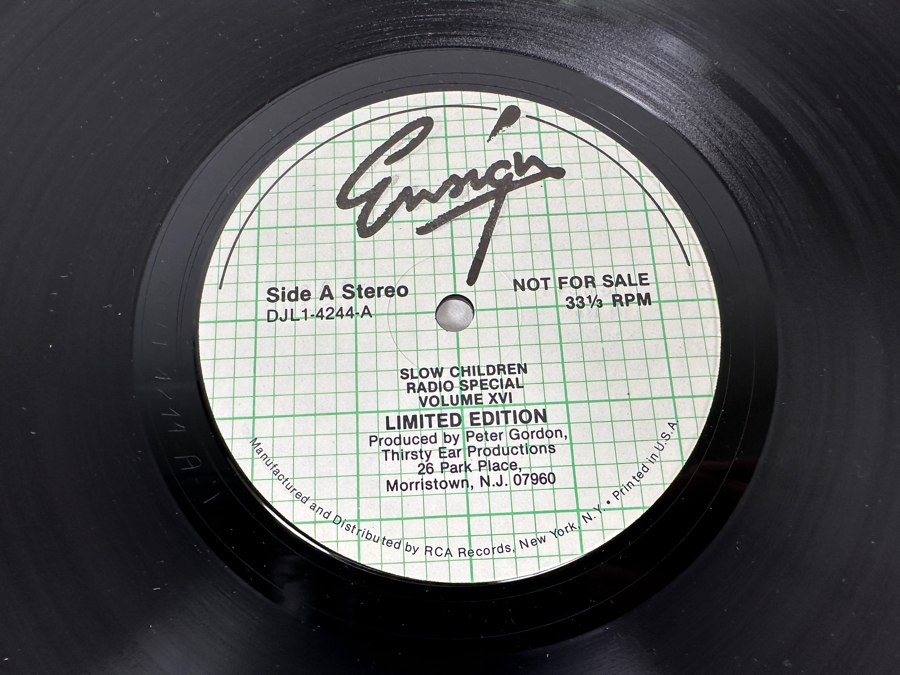 Ensign
Side A Stereo
DJL1-4244-A
NOT FOR SALE
33⅓ RPM
SLOW CHILDREN
RADIO SPECIAL
VOLUME XVI
LIMITED EDITION
Produced by Peter Gordon,
Thirsty Ear Productions
26 Park Place,
Morristown, N.J. 07960
Manufactured and Distributed by RCA Records, New York, N.Y. • Printed in U.S.A.